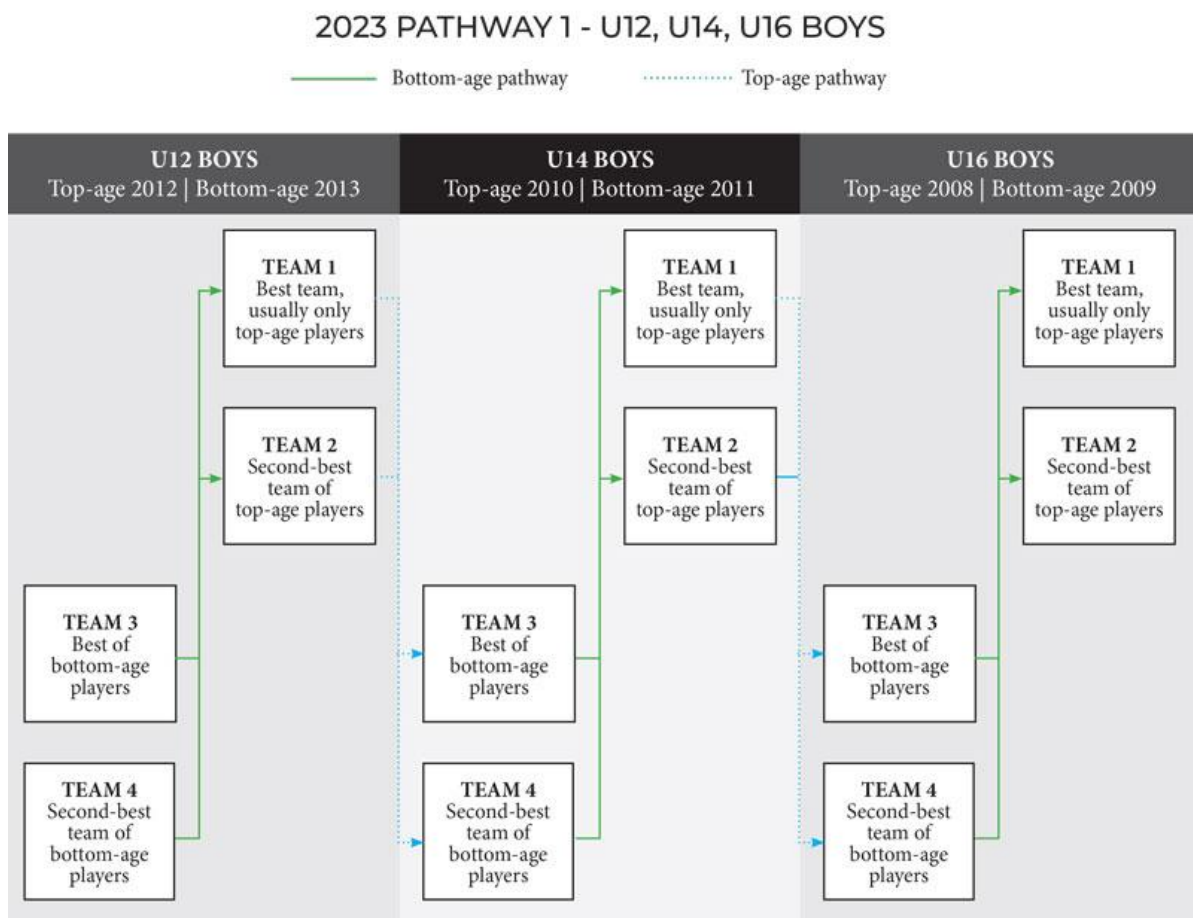 2023 PATHWAY 1 - U12, U14, U16 BOYS
Bottom-age pathway
Top-age pathway
U12 BOYS
Top-age 2012 | Bottom-age 2013
TEAM 1
Best team,
usually only
top-age players
TEAM 2
Second-best
team of
top-age players
TEAM 3
Best of
bottom-age
players
TEAM 4
Second-best
team of
bottom-age
players
U14 BOYS
Top-age 2010 | Bottom-age 2011
TEAM 1
Best team,
usually only
top-age players
TEAM 2
Second-best
team of
top-age players
TEAM 3
Best of
bottom-age
players
TEAM 4
Second-best
team of
bottom-age
players
U16 BOYS
Top-age 2008 | Bottom-age 2009
TEAM 1
Best team,
usually only
top-age players
TEAM 2
Second-best
team of
top-age players
TEAM 3
Best of
bottom-age
players
TEAM 4
Second-best
team of
bottom-age
players